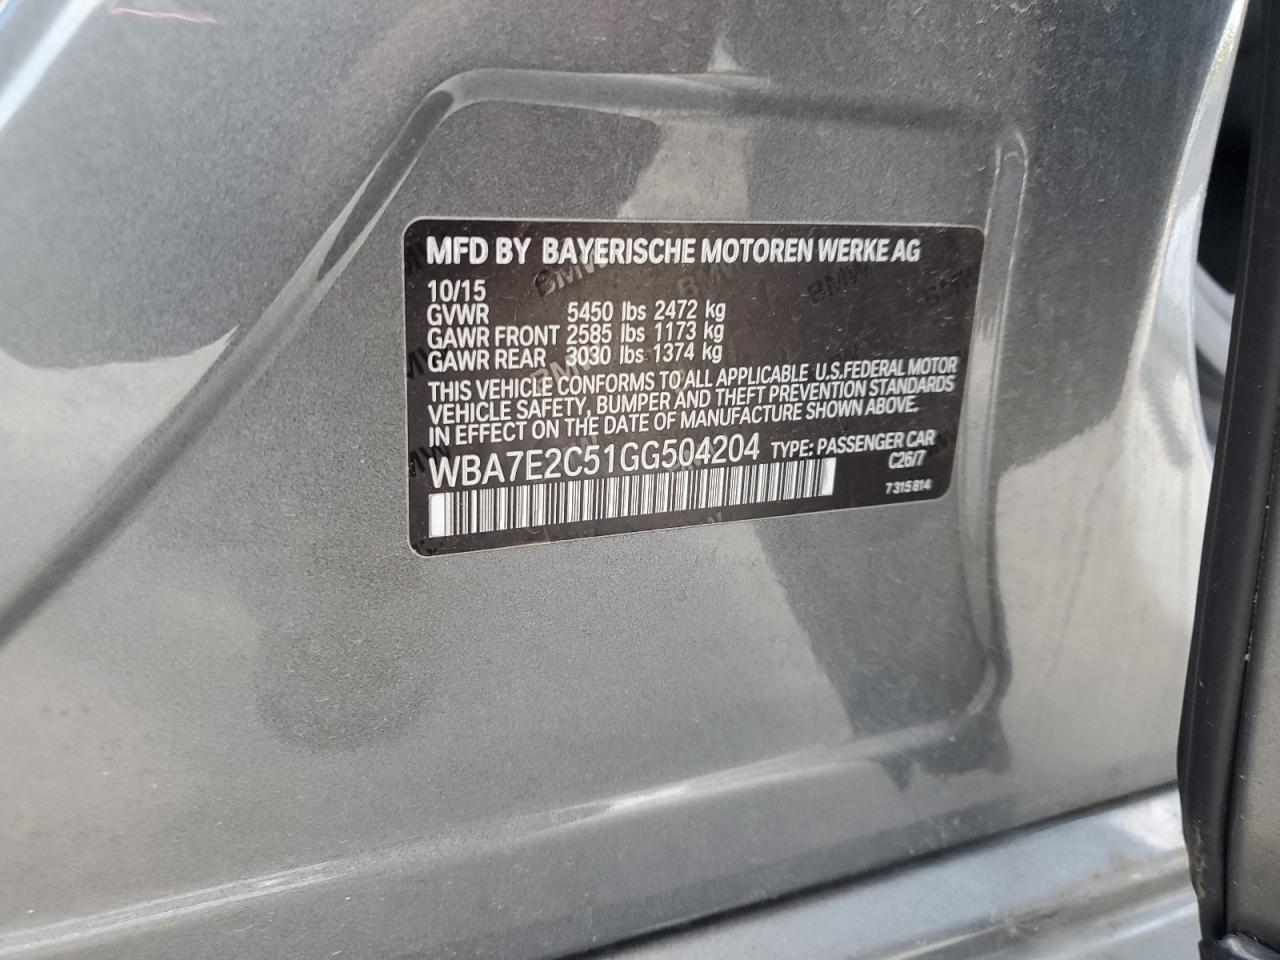 MFD BY BAYERISCHE MOTOREN WERKE AG
10/15
GVWR 5450 lbs 2472 kg
GAWR FRONT 2585 lbs 1173 kg
GAWR REAR 3030 lbs 1374 kg
THIS VEHICLE CONFORMS TO ALL APPLICABLE U.S.FEDERAL MOTOR
VEHICLE SAFETY, BUMPER AND THEFT PREVENTION STANDARDS
IN EFFECT ON THE DATE OF MANUFACTURE SHOWN ABOVE.
WBA7E2C51GG504204 TYPE: PASSENGER CAR
C26/7
7315814